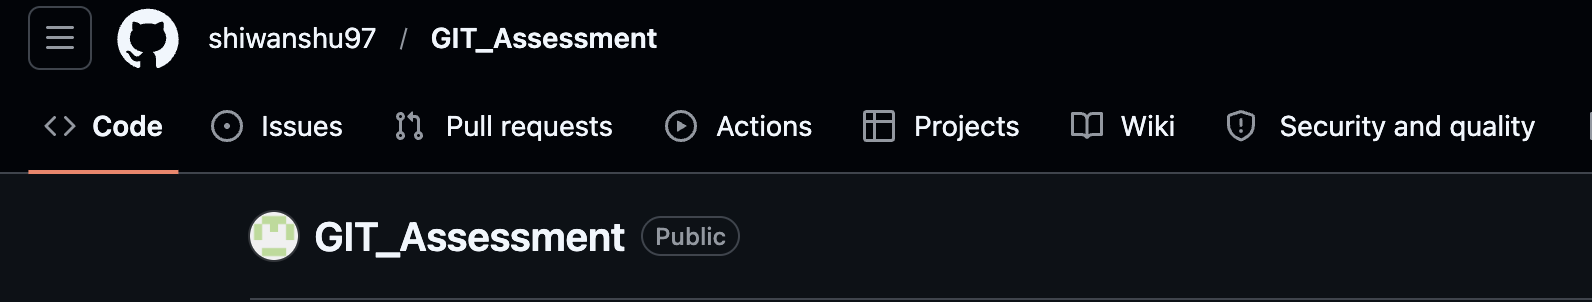 shiwanshu97 / GIT_Assessment
Code Issues Pull requests Actions Projects Wiki Security and quality
GIT_Assessment Public